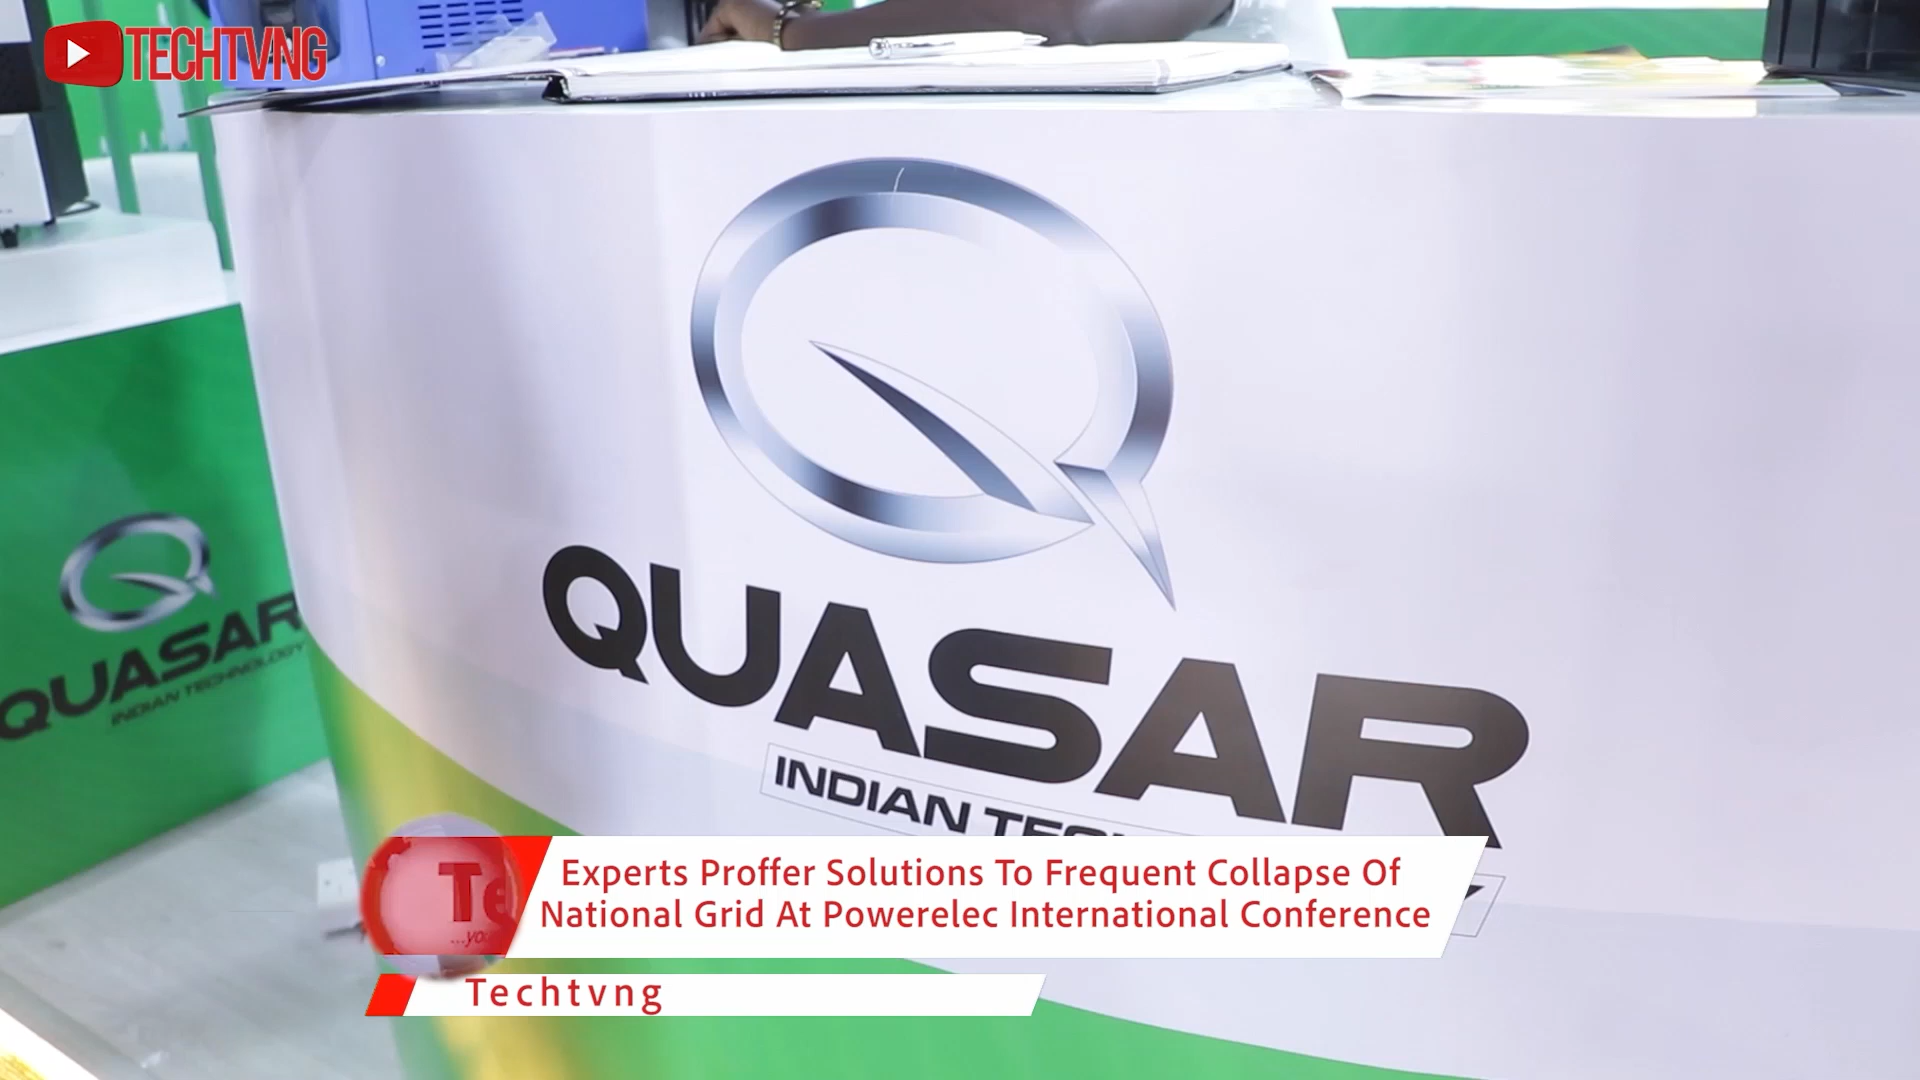 TECHTVNG
QUASAR
INDIAN TECHNOLOGY
QUASAR
INDIAN
Experts Proffer Solutions To Frequent Collapse Of
National Grid At Powerelec International Conference
Techtvng